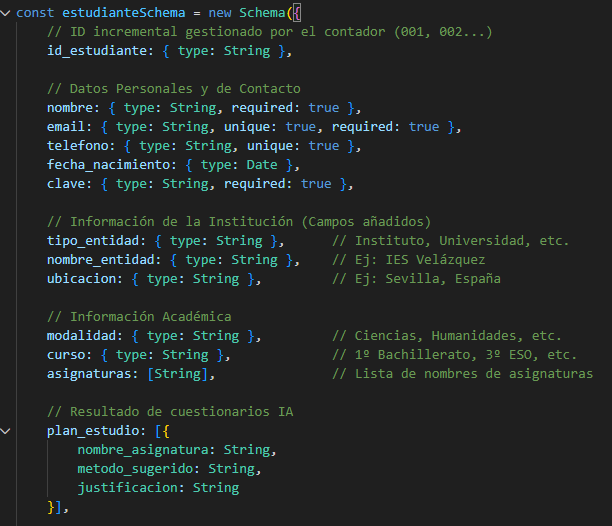 const estudianteSchema = new Schema({
// ID incremental gestionado por el contador (001, 002...)
id_estudiante: { type: String },
// Datos Personales y de Contacto
nombre: { type: String, required: true },
email: { type: String, unique: true, required: true },
telefono: { type: String, unique: true },
fecha_nacimiento: { type: Date },
clave: { type: String, required: true },
// Información de la Institución (Campos añadidos)
tipo_entidad: { type: String },      // Instituto, Universidad, etc.
nombre_entidad: { type: String },    // Ej: IES Velázquez
ubicacion: { type: String },         // Ej: Sevilla, España
// Información Académica
modalidad: { type: String },         // Ciencias, Humanidades, etc.
curso: { type: String },             // 1º Bachillerato, 3º ESO, etc.
asignaturas: [String],               // Lista de nombres de asignaturas
// Resultado de cuestionarios IA
plan_estudio: [{
nombre_asignatura: String,
metodo_sugerido: String,
justificacion: String
}],